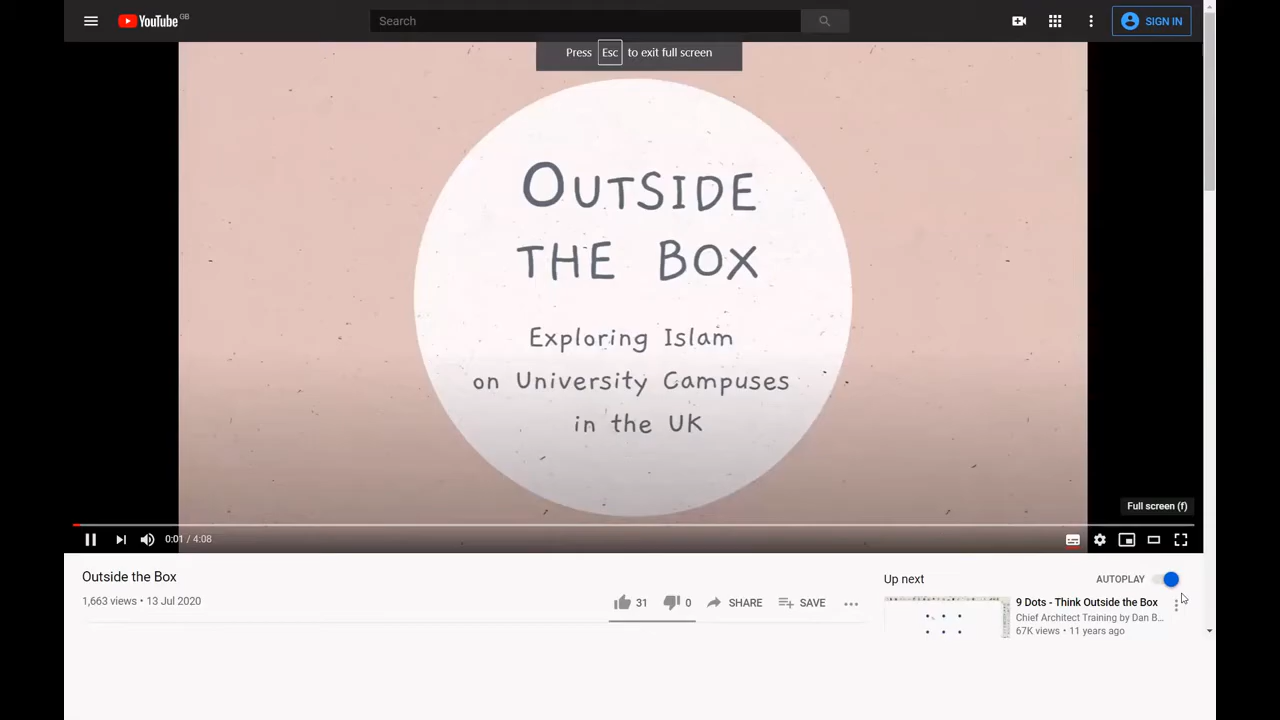 YouTube GB
Search
SIGN IN
Press Esc to exit full screen
OUTSIDE
THE BOX
Exploring Islam
on University Campuses
in the UK
Full screen (f)
0:01 / 4:08
Outside the Box
1,663 views • 13 Jul 2020
31
0
SHARE
SAVE
Up next
AUTOPLAY
9 Dots - Think Outside the Box
Chief Architect Training by Dan B...
67K views • 11 years ago